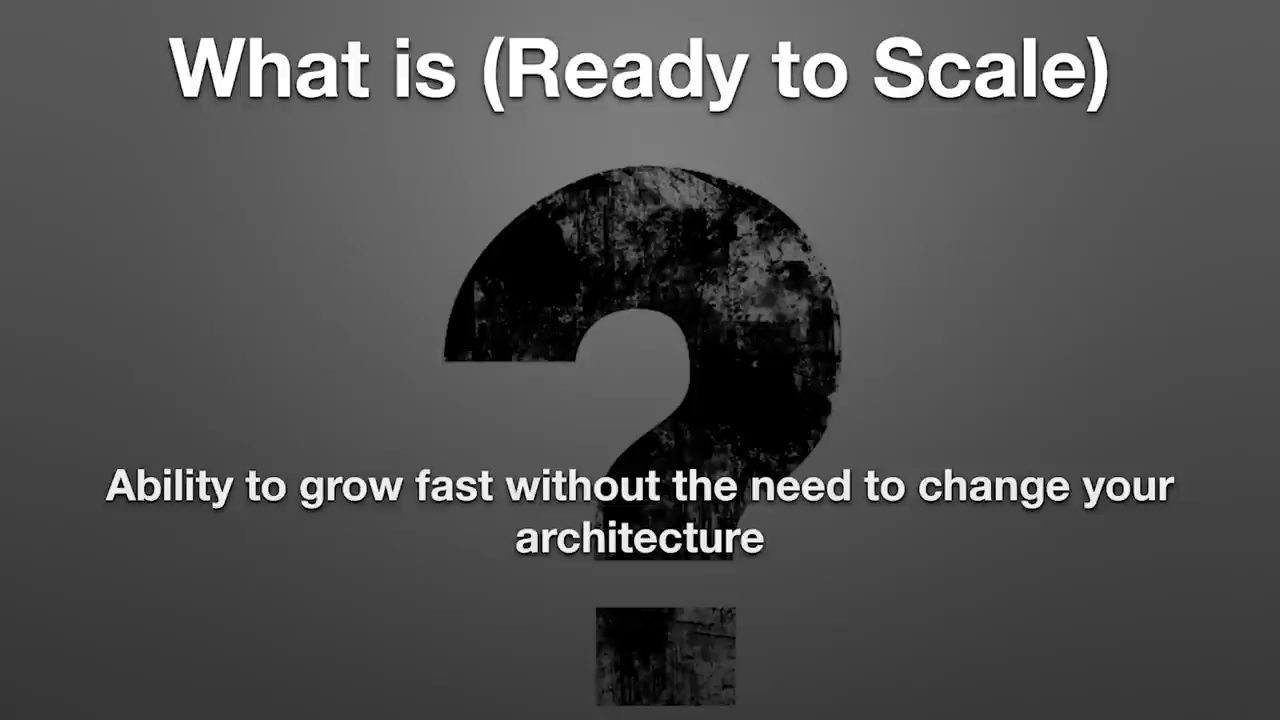 What is (Ready to Scale)
Ability to grow fast without the need to change your
architecture